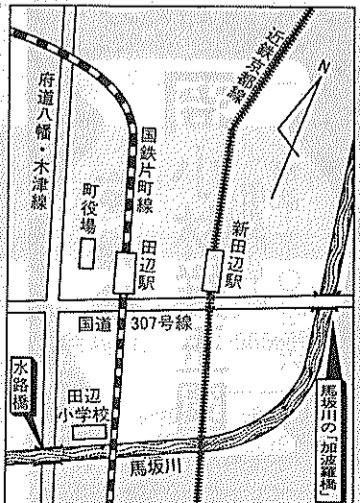 近鉄京都線
N
府道八幡・木津線
国鉄片町線
町役場
田辺駅
新田辺駅
国道 307号線
水路橋
田辺
小学校
馬坂川
馬坂川の「加波羅橋」